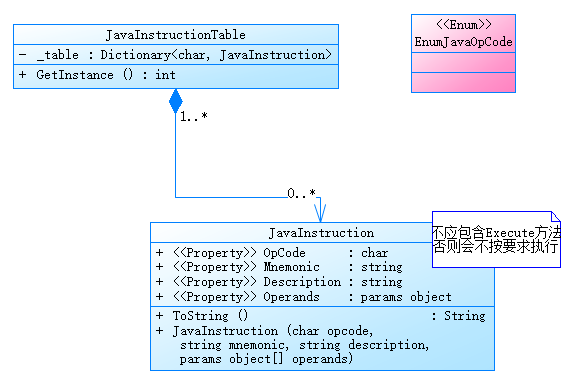 JavaInstructionTable
- _table : Dictionary<char, JavaInstruction>
+ GetInstance () : int
<<Enum>>
EnumJavaOpCode
1..*
0..*
JavaInstruction
+ <<Property>> OpCode : char
+ <<Property>> Mnemonic : string
+ <<Property>> Description : string
+ <<Property>> Operands : params object
+ ToString () : String
+ JavaInstruction (char opcode,
string mnemonic, string description,
params object[] operands)
不应包含Execute方法
否则会不按要求执行